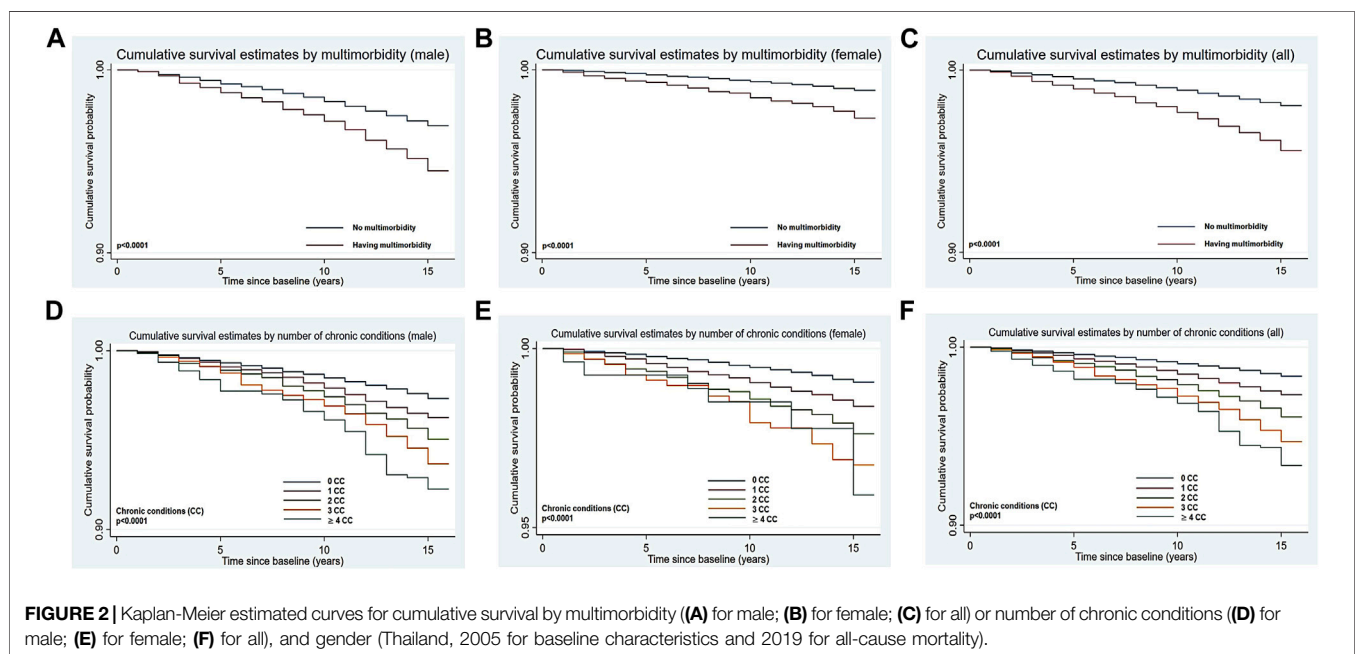 A
Cumulative survival estimates by multimorbidity (male)
Cumulative survival probability
1.00
0.90
No multimorbidity
Having multimorbidity
p<0.0001
0 5 10 15
Time since baseline (years)
B
Cumulative survival estimates by multimorbidity (female)
Cumulative survival probability
1.00
0.90
No multimorbidity
Having multimorbidity
p<0.0001
0 5 10 15
Time since baseline (years)
C
Cumulative survival estimates by multimorbidity (all)
Cumulative survival probability
1.00
0.90
No multimorbidity
Having multimorbidity
p<0.0001
0 5 10 15
Time since baseline (years)
D
Cumulative survival estimates by number of chronic conditions (male)
Cumulative survival probability
1.00
0.90
0 CC
1 CC
2 CC
3 CC
≥ 4 CC
Chronic conditions (CC)
p<0.0001
0 5 10 15
Time since baseline (years)
E
Cumulative survival estimates by number of chronic conditions (female)
Cumulative survival probability
1.00
0.95
0 CC
1 CC
2 CC
3 CC
≥ 4 CC
Chronic conditions (CC)
p<0.0001
0 5 10 15
Time since baseline (years)
F
Cumulative survival estimates by number of chronic conditions (all)
Cumulative survival probability
1.00
0.90
0 CC
1 CC
2 CC
3 CC
≥ 4 CC
Chronic conditions (CC)
p<0.0001
0 5 10 15
Time since baseline (years)
FIGURE 2 | Kaplan-Meier estimated curves for cumulative survival by multimorbidity ((A) for male; (B) for female; (C) for all) or number of chronic conditions ((D) for
male; (E) for female; (F) for all), and gender (Thailand, 2005 for baseline characteristics and 2019 for all-cause mortality).